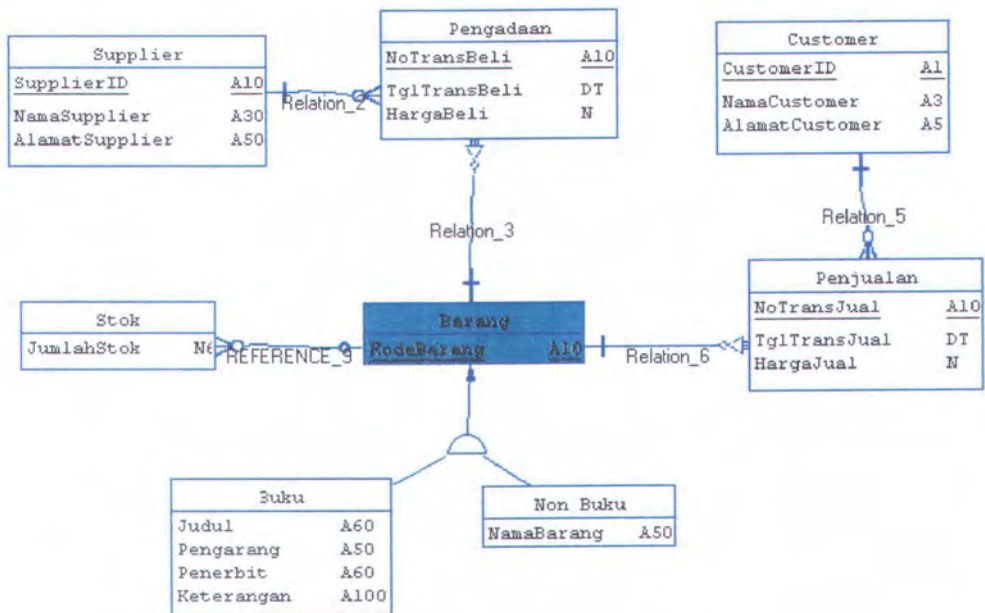 Supplier
SupplierID A10
NamaSupplier A30
AlamatSupplier A50
Relation_2
Pengadaan
NoTransBeli A10
TglTransBeli DT
HargaBeli N
Customer
CustomerID A1
NamaCustomer A3
AlamatCustomer A5
Relation_3
Relation_5
Stok
JumlahStok N6
REFERENCE_9
Barang
KodeBarang A10
Relation_6
Penjualan
NoTransJual A10
TglTransJual DT
HargaJual N
Buku
Judul A60
Pengarang A50
Penerbit A60
Keterangan A100
Non Buku
NamaBarang A50